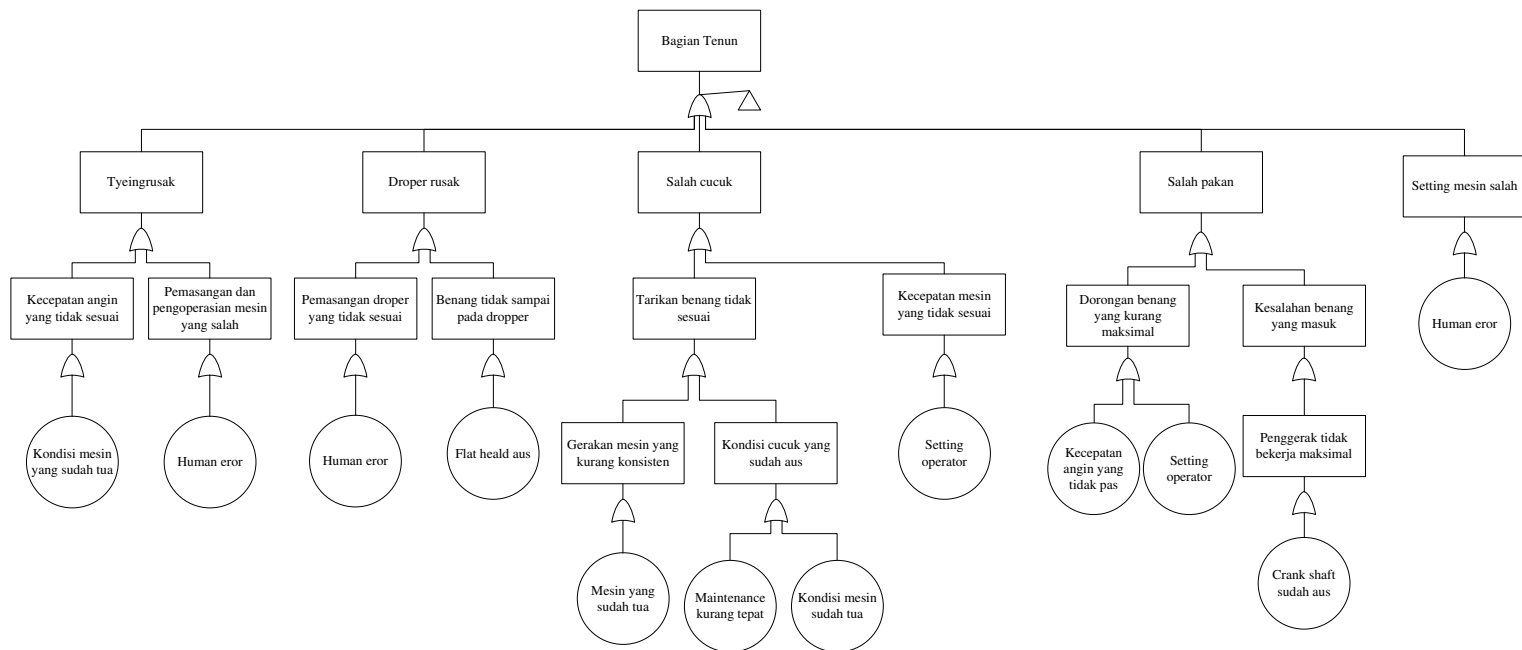 Bagian Tenun
Tyeingrusak
Droper rusak
Salah cucuk
Salah pakan
Setting mesin salah
Kecepatan angin
yang tidak sesuai
Pemasangan dan
pengoperasian mesin
yang salah
Pemasangan droper
yang tidak sesuai
Benang tidak sampai
pada dropper
Tarikan benang tidak
sesuai
Kecepatan mesin
yang tidak sesuai
Dorongan benang
yang kurang
maksimal
Kesalahan benang
yang masuk
Human eror
Kondisi mesin
yang sudah tua
Human eror
Human eror
Flat heald aus
Gerakan mesin yang
kurang konsisten
Kondisi cucuk yang
sudah aus
Setting
operator
Kecepatan
angin yang
tidak pas
Setting
operator
Penggerak tidak
bekerja maksimal
Mesin yang
sudah tua
Maintenance
kurang tepat
Kondisi mesin
sudah tua
Crank shaft
sudah aus